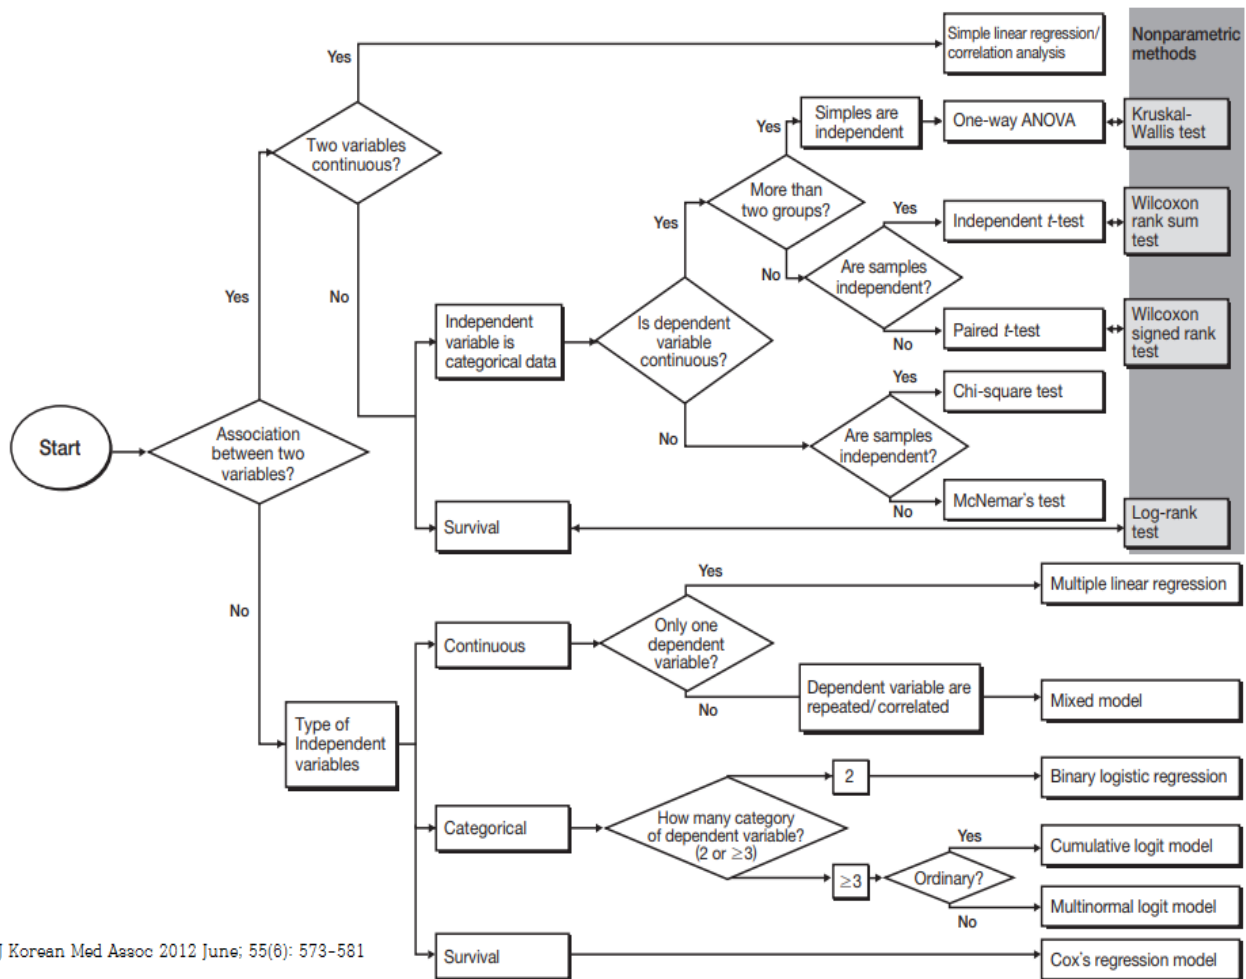 Start
Association
between two
variables?
Yes
No
Two variables
continuous?
Yes
No
Simple linear regression/
correlation analysis
Nonparametric
methods
Independent
variable is
categorical data
Is dependent
variable
continuous?
Yes
No
More than
two groups?
Yes
No
Simples are
independent
One-way ANOVA
Kruskal-
Wallis test
Are samples
independent?
Yes
No
Independent t-test
Wilcoxon
rank sum
test
Paired t-test
Wilcoxon
signed rank
test
Are samples
independent?
Yes
No
Chi-square test
McNemar's test
Survival
Log-rank
test
Type of
Independent
variables
Continuous
Only one
dependent
variable?
Yes
No
Multiple linear regression
Dependent variable are
repeated/correlated
Mixed model
Categorical
How many category
of dependent variable?
(2 or ≥3)
2
Binary logistic regression
≥3
Ordinary?
Yes
No
Cumulative logit model
Multinormal logit model
Survival
Cox's regression model
J Korean Med Assoc 2012 June; 55(6): 573-581